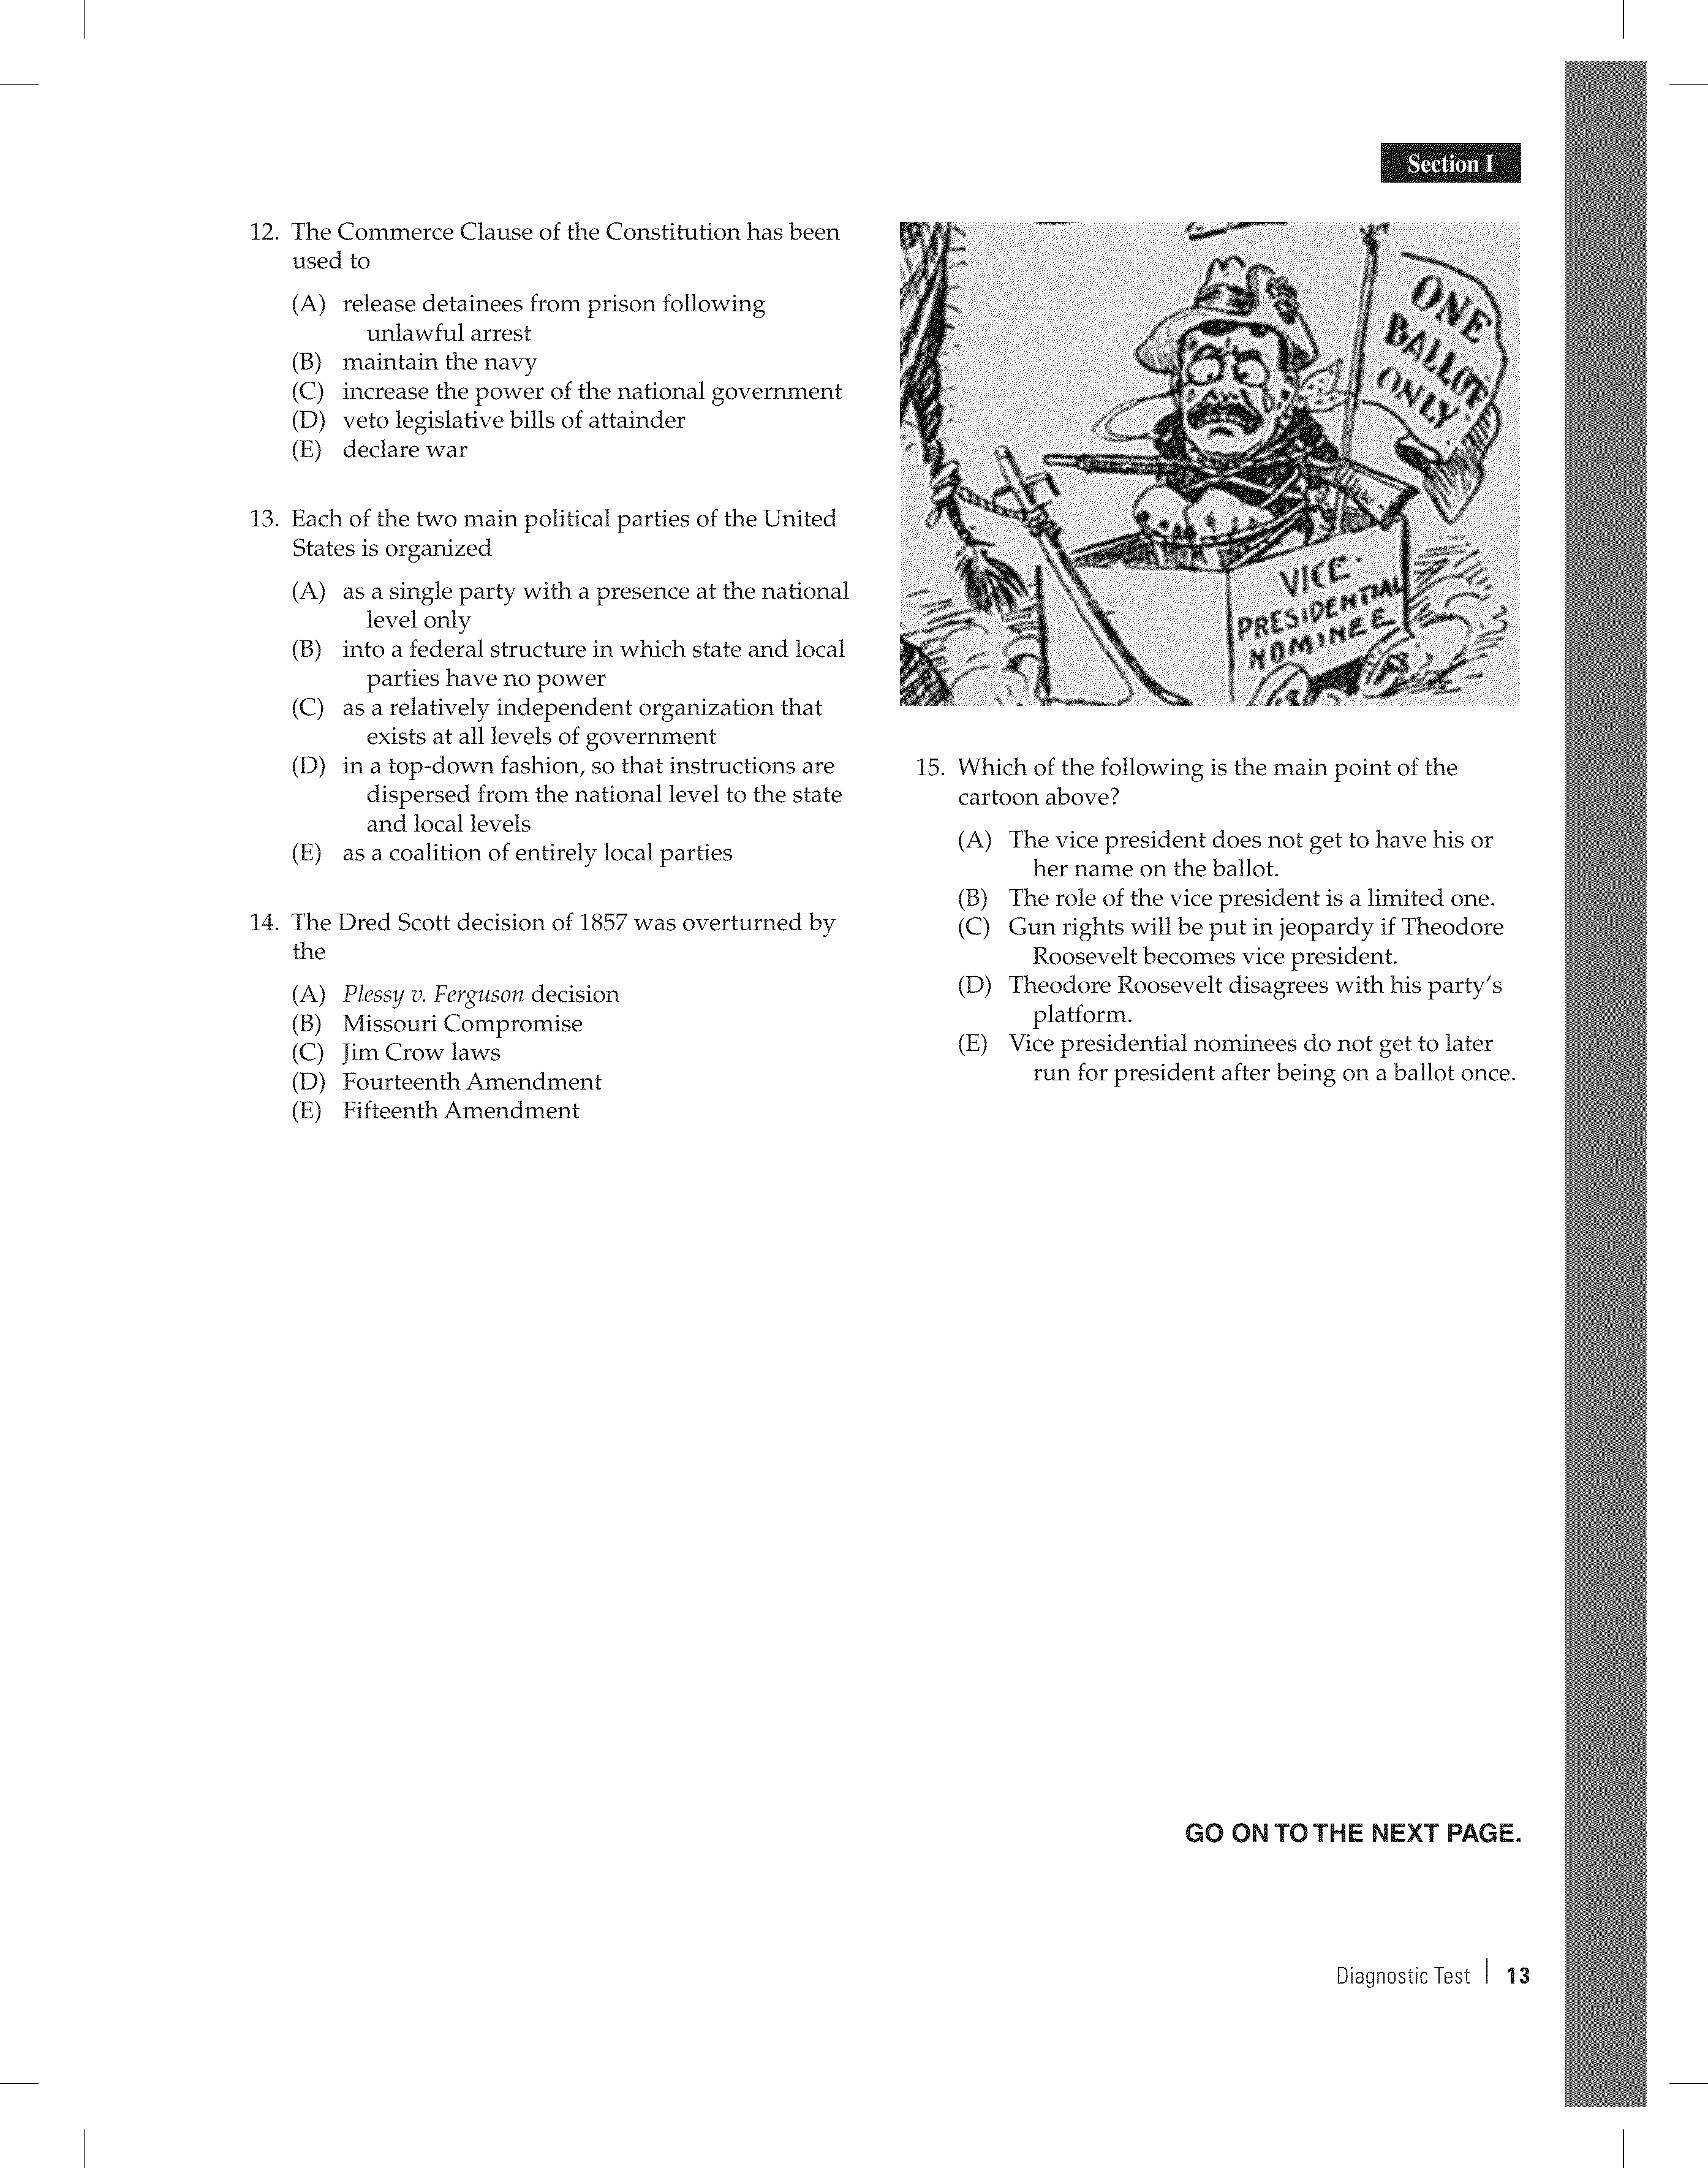 Section I
12. The Commerce Clause of the Constitution has been
used to
(A) release detainees from prison following
unlawful arrest
(B) maintain the navy
(C) increase the power of the national government
(D) veto legislative bills of attainder
(E) declare war
13. Each of the two main political parties of the United
States is organized
(A) as a single party with a presence at the national
level only
(B) into a federal structure in which state and local
parties have no power
(C) as a relatively independent organization that
exists at all levels of government
(D) in a top-down fashion, so that instructions are
dispersed from the national level to the state
and local levels
(E) as a coalition of entirely local parties
14. The Dred Scott decision of 1857 was overturned by
the
(A) Plessy v. Ferguson decision
(B) Missouri Compromise
(C) Jim Crow laws
(D) Fourteenth Amendment
(E) Fifteenth Amendment
ONE
BALLOT
ONLY
VICE-
PRESIDENTIAL
NOMINEE
15. Which of the following is the main point of the
cartoon above?
(A) The vice president does not get to have his or
her name on the ballot.
(B) The role of the vice president is a limited one.
(C) Gun rights will be put in jeopardy if Theodore
Roosevelt becomes vice president.
(D) Theodore Roosevelt disagrees with his party's
platform.
(E) Vice presidential nominees do not get to later
run for president after being on a ballot once.
GO ON TO THE NEXT PAGE.
Diagnostic Test | 13